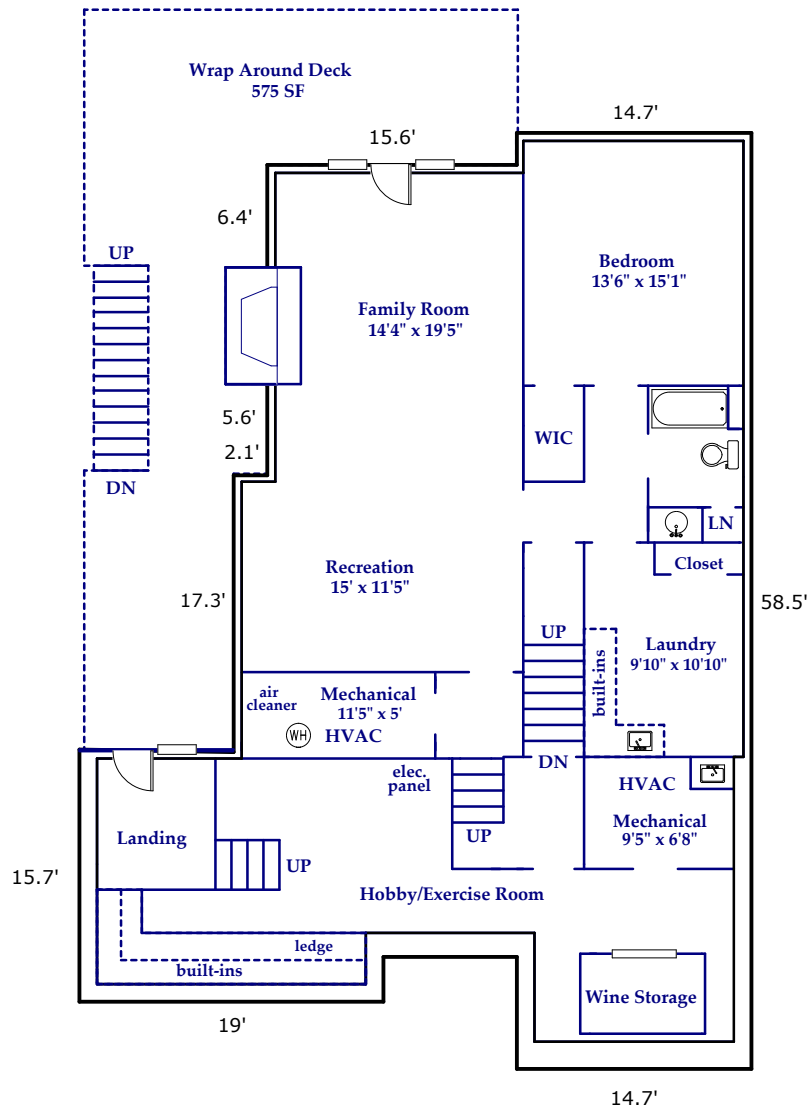 Wrap Around Deck
575 SF
14.7'
15.6'
6.4'
UP
Bedroom
13'6" x 15'1"
Family Room
14'4" x 19'5"
5.6'
WIC
2.1'
DN
LN
Closet
Recreation
15' x 11'5"
17.3'
58.5'
UP
Laundry
9'10" x 10'10"
built-ins
air
cleaner
Mechanical
11'5" x 5'
WH
HVAC
elec.
panel
DN
HVAC
Mechanical
9'5" x 6'8"
Landing
UP
UP
15.7'
Hobby/Exercise Room
ledge
built-ins
Wine Storage
19'
14.7'